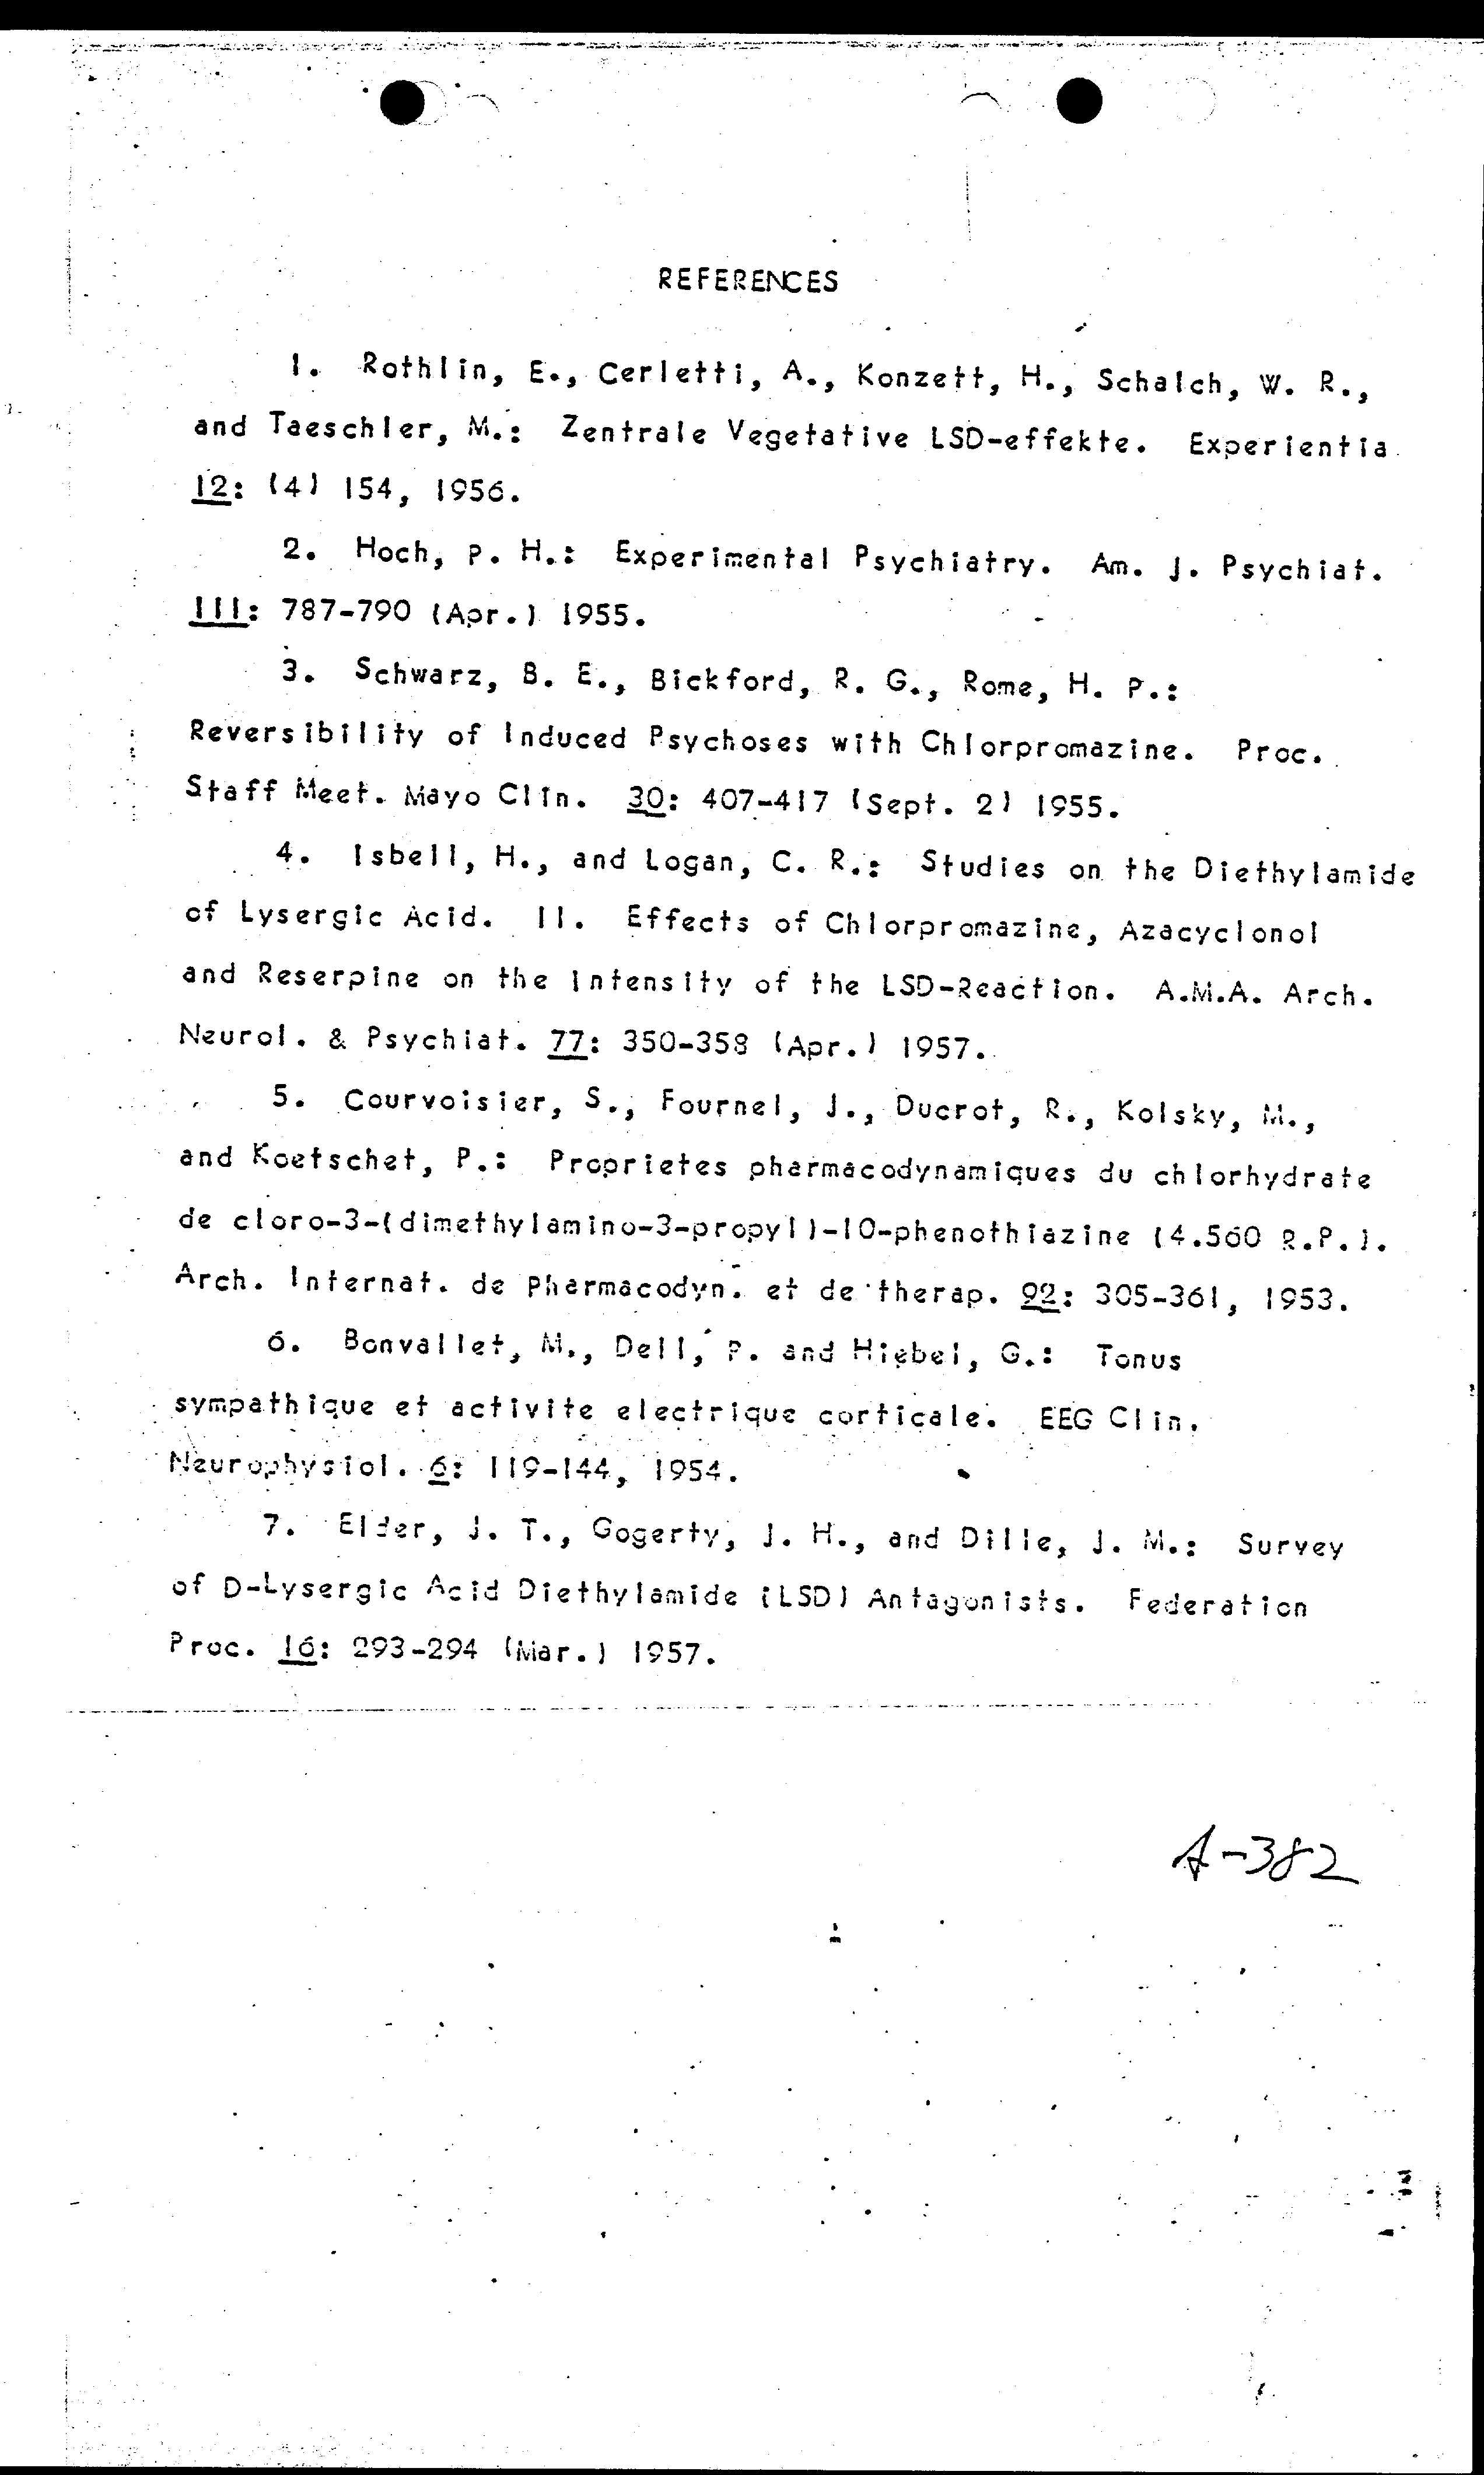 REFERENCES
1. Rothlin, E., Cerletti, A., Konzett, H., Schalch, W. R.,
and Taeschler, M.: Zentrale Vegetative LSD-effekte. Experientia
12: (4) 154, 1956.
2. Hoch, P. H.: Experimental Psychiatry. Am. J. Psychiat.
111: 787-790 (Apr.) 1955.
3. Schwarz, B. E., Bickford, R. G., Rome, H. P.:
Reversibility of Induced Psychoses with Chlorpromazine. Proc.
Staff Meet. Mayo Clin. 30: 407-417 (Sept. 2) 1955.
4. Isbell, H., and Logan, C. R.: Studies on the Diethylamide
of Lysergic Acid. II. Effects of Chlorpromazine, Azacyclonol
and Reserpine on the Intensity of the LSD-Reaction. A.M.A. Arch.
Neurol. & Psychiat. 77: 350-358 (Apr.) 1957.
5. Courvoisier, S., Fournel, J., Ducrot, R., Kolsky, M.,
and Koetschet, P.: Proprietes pharmacodynamiques du chlorhydrate
de cloro-3-(dimethylamino-3-propyl)-10-phenothiazine (4.560 R.P.).
Arch. Internat. de Pharmacodyn. et de therap. 92: 305-361, 1953.
6. Bonvallet, M., Dell, P. and Hiebel, G.: Tonus
sympathique et activite electrique corticale. EEG Clin.
Neurophysiol. 6: 119-144, 1954.
7. Elder, J. T., Gogerty, J. H., and Dille, J. M.: Survey
of D-Lysergic Acid Diethylamide (LSD) Antagonists. Federation
Proc. 16: 293-294 (Mar.) 1957.
A-382